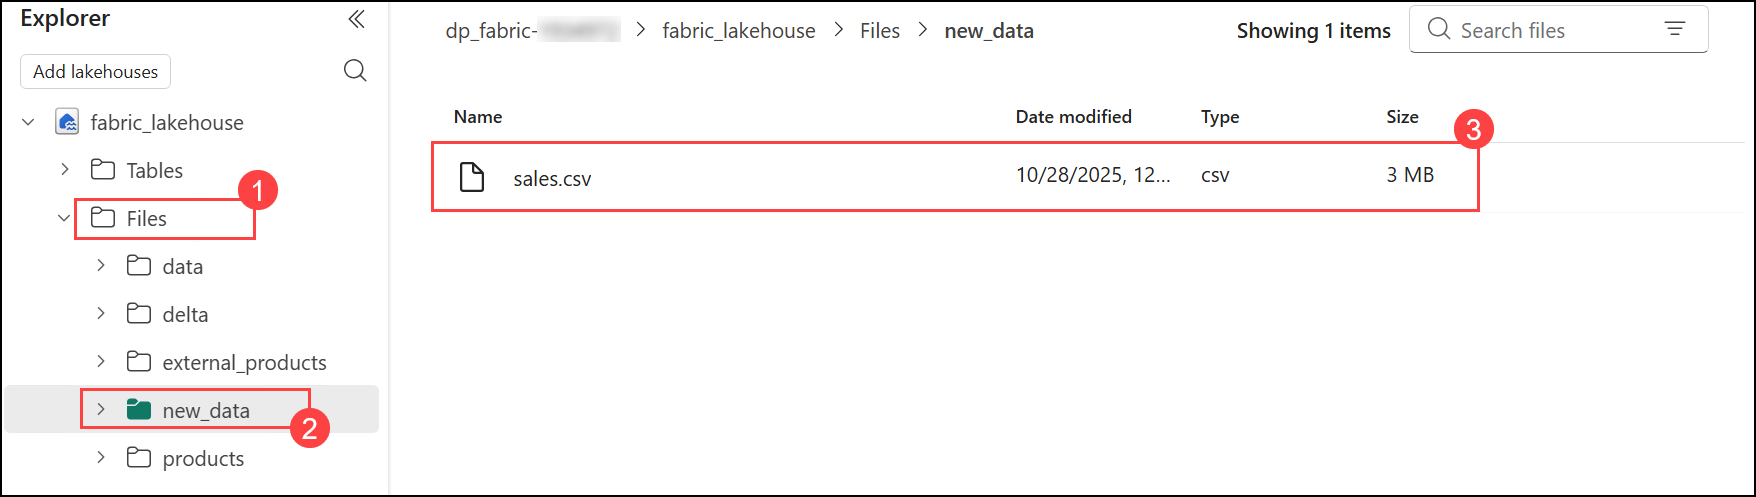 Explorer
Add lakehouses
fabric_lakehouse
Tables
1
Files
data
delta
external_products
new_data
2
products
dp_fabric- > fabric_lakehouse > Files > new_data
Showing 1 items
Search files
Name Date modified Type Size
3
sales.csv 10/28/2025, 12... csv 3 MB